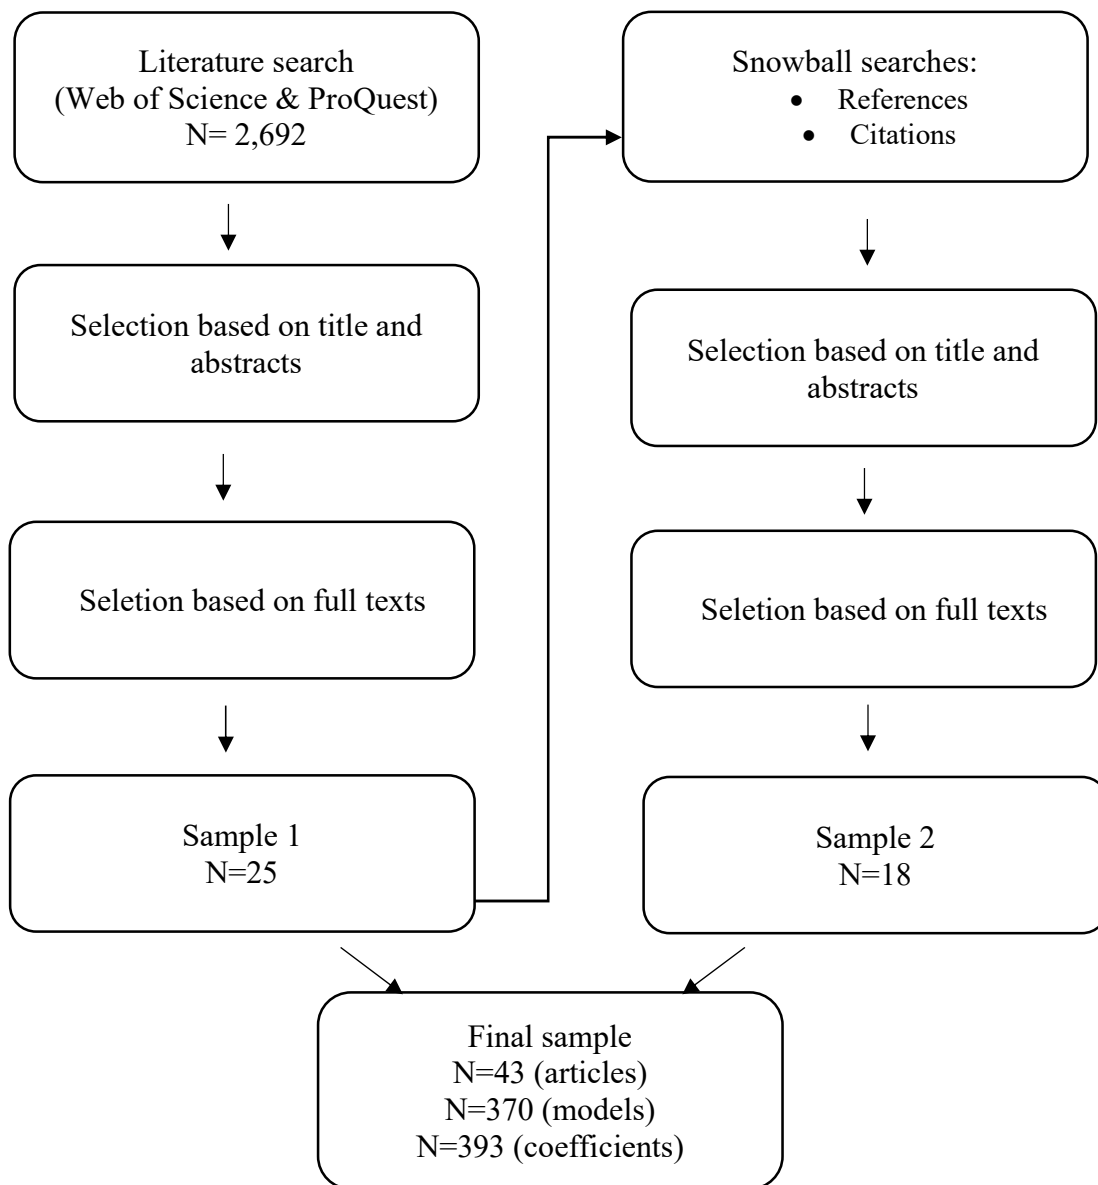 Literature search
(Web of Science & ProQuest)
N= 2,692
Selection based on title and
abstracts
Seletion based on full texts
Sample 1
N=25
Snowball searches:
• References
• Citations
Selection based on title and
abstracts
Seletion based on full texts
Sample 2
N=18
Final sample
N=43 (articles)
N=370 (models)
N=393 (coefficients)